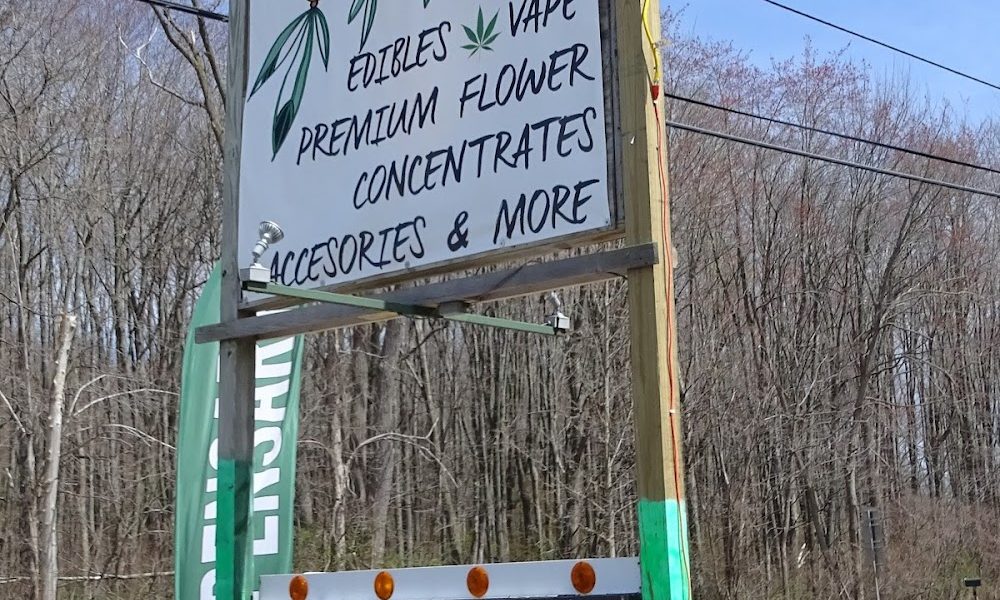 EDIBLES VAPE
PREMIUM FLOWER
CONCENTRATES
ACCESORIES & MORE